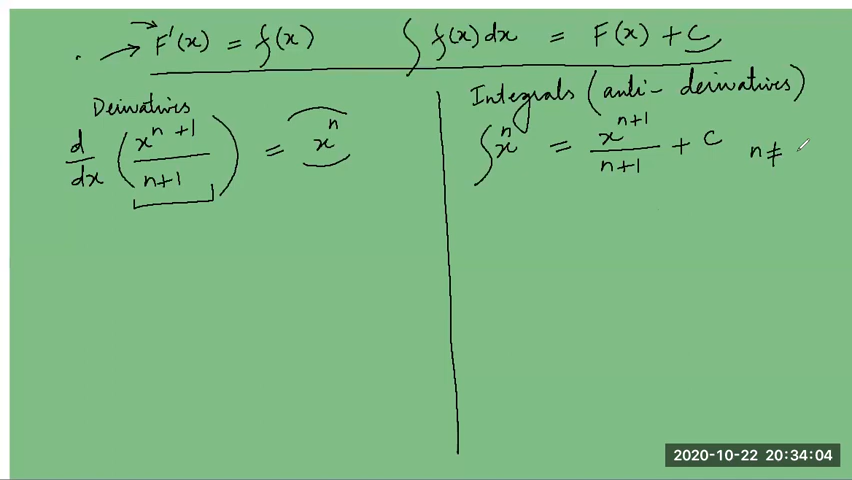 F'(x) = f(x)    ∫ f(x) dx = F(x) + C
Derivatives
d/dx (x^(n+1)/(n+1)) = x^n
Integrals (anti-derivatives)
∫ x^n = x^(n+1)/(n+1) + C    n ≠
2020-10-22 20:34:04